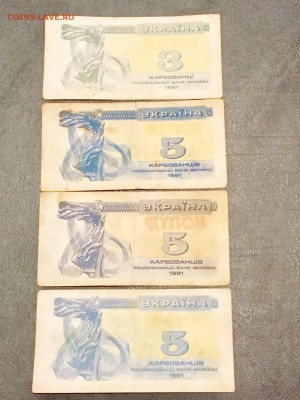 COINS.LAVE.RU
УКРАЇНА
3
КАРБОВАНЦІ
НАЦІОНАЛЬНИЙ БАНК УКРАЇНИ
1991
УКРАЇНА
5
КАРБОВАНЦІВ
НАЦІОНАЛЬНИЙ БАНК УКРАЇНИ
1991
УКРАЇНА
КУПОН
5
КАРБОВАНЦІВ
НАЦІОНАЛЬНИЙ БАНК УКРАЇНИ
1991
УКРАЇНА
5
КАРБОВАНЦІВ
НАЦІОНАЛЬНИЙ БАНК УКРАЇНИ
1991